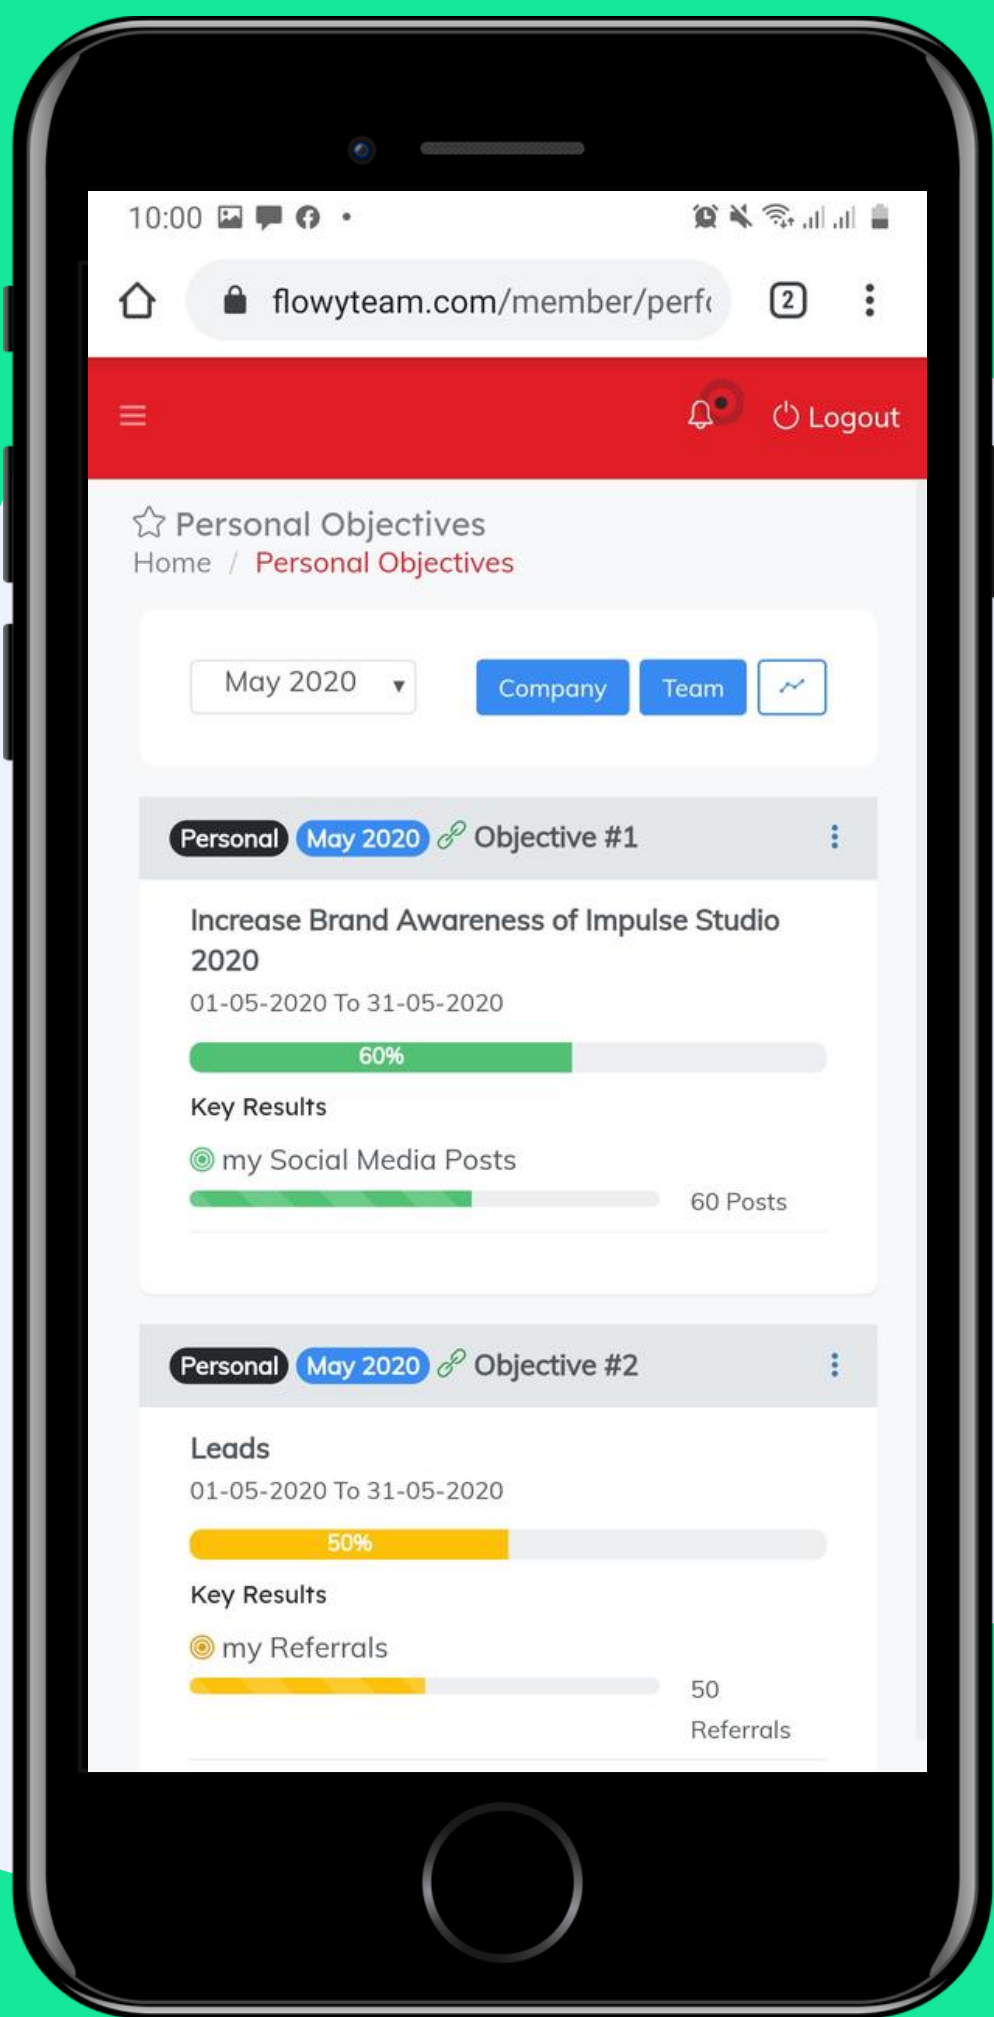 10:00
flowyteam.com/member/perfo
2
Logout
Personal Objectives
Home / Personal Objectives
May 2020
Company
Team
Personal May 2020 Objective #1
Increase Brand Awareness of Impulse Studio
2020
01-05-2020 To 31-05-2020
60%
Key Results
my Social Media Posts
60 Posts
Personal May 2020 Objective #2
Leads
01-05-2020 To 31-05-2020
50%
Key Results
my Referrals
50
Referrals